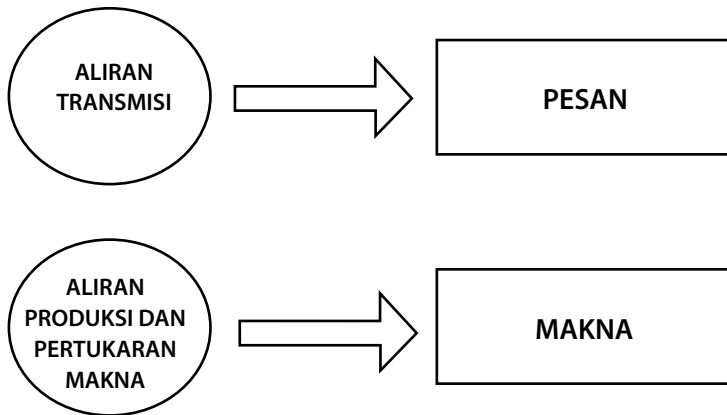 ALIRAN
TRANSMISI
PESAN
ALIRAN
PRODUKSI DAN
PERTUKARAN
MAKNA
MAKNA